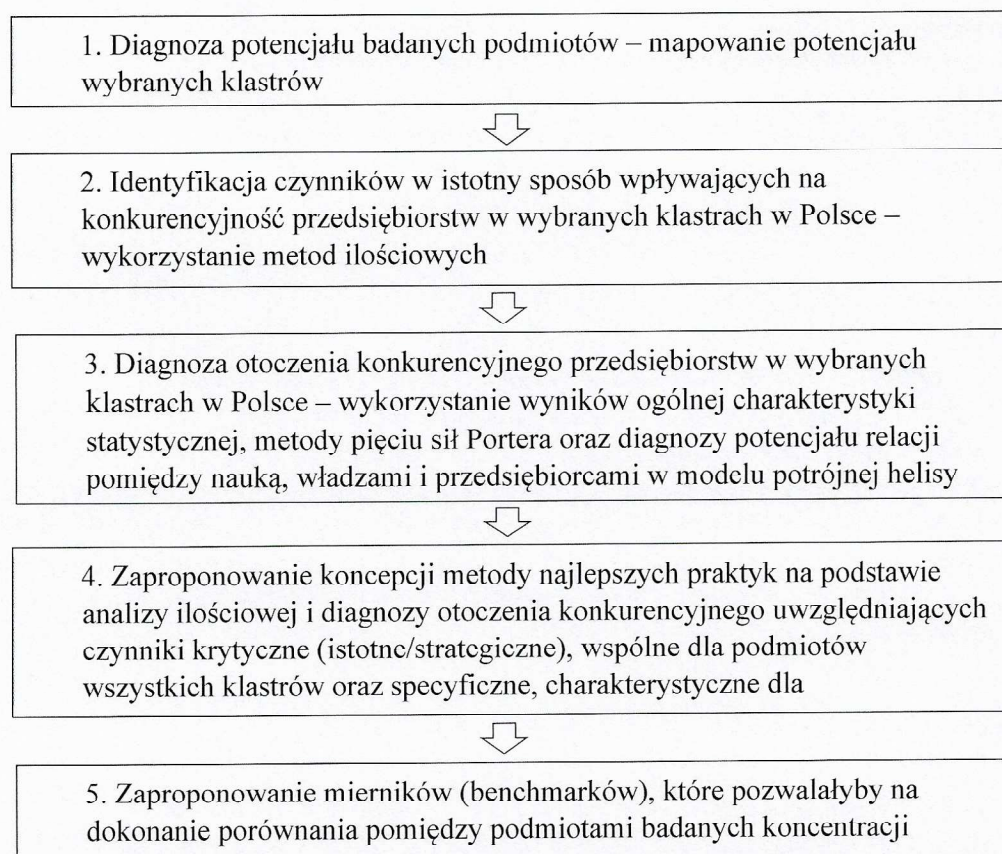 1. Diagnoza potencjału badanych podmiotów – mapowanie potencjału
wybranych klastrów
2. Identyfikacja czynników w istotny sposób wpływających na
konkurencyjność przedsiębiorstw w wybranych klastrach w Polsce –
wykorzystanie metod ilościowych
3. Diagnoza otoczenia konkurencyjnego przedsiębiorstw w wybranych
klastrach w Polsce – wykorzystanie wyników ogólnej charakterystyki
statystycznej, metody pięciu sił Portera oraz diagnozy potencjału relacji
pomiędzy nauką, władzami i przedsiębiorcami w modelu potrójnej helisy
4. Zaproponowanie koncepcji metody najlepszych praktyk na podstawie
analizy ilościowej i diagnozy otoczenia konkurencyjnego uwzględniających
czynniki krytyczne (istotne/strategiczne), wspólne dla podmiotów
wszystkich klastrów oraz specyficzne, charakterystyczne dla
5. Zaproponowanie mierników (benchmarków), które pozwalałyby na
dokonanie porównania pomiędzy podmiotami badanych koncentracji